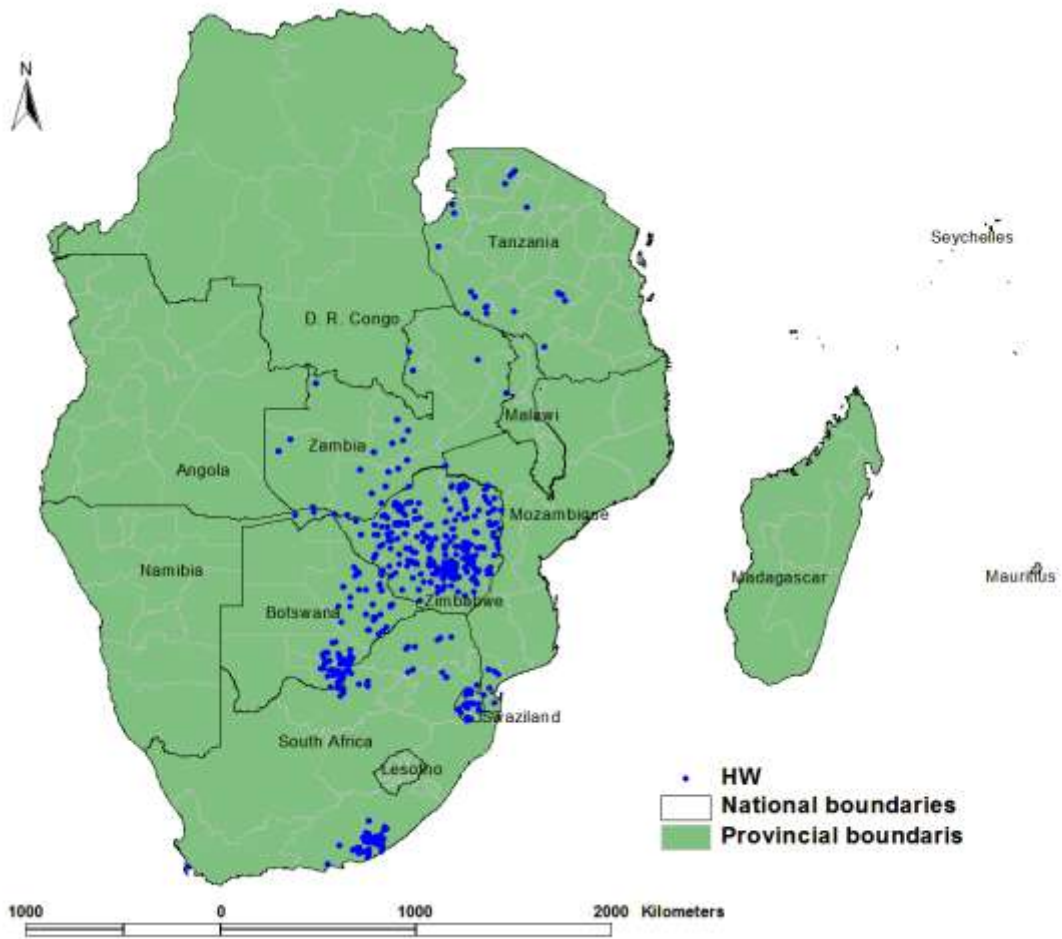 N
Seychelles
Tanzania
D. R. Congo
Malawi
Zambia
Angola
Mozambique
Namibia
Madagascar
Mauritius
Zimbabwe
Botswana
Swaziland
South Africa
Lesotho
HW
National boundaries
Provincial boundaris
1000 0 1000 2000 Kilometers